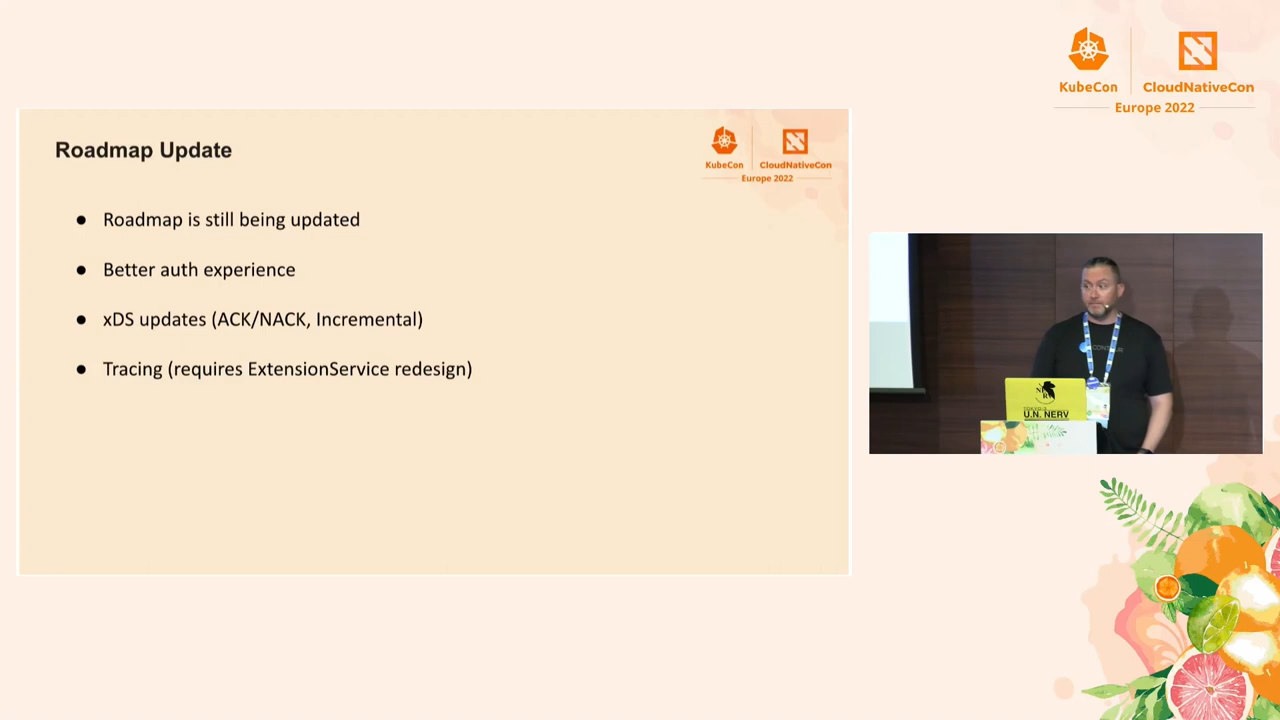 KubeCon
CloudNativeCon
Europe 2022
Roadmap Update
KubeCon
CloudNativeCon
Europe 2022
● Roadmap is still being updated
● Better auth experience
● xDS updates (ACK/NACK, Incremental)
● Tracing (requires ExtensionService redesign)
CONTOUR
U.N. NERV